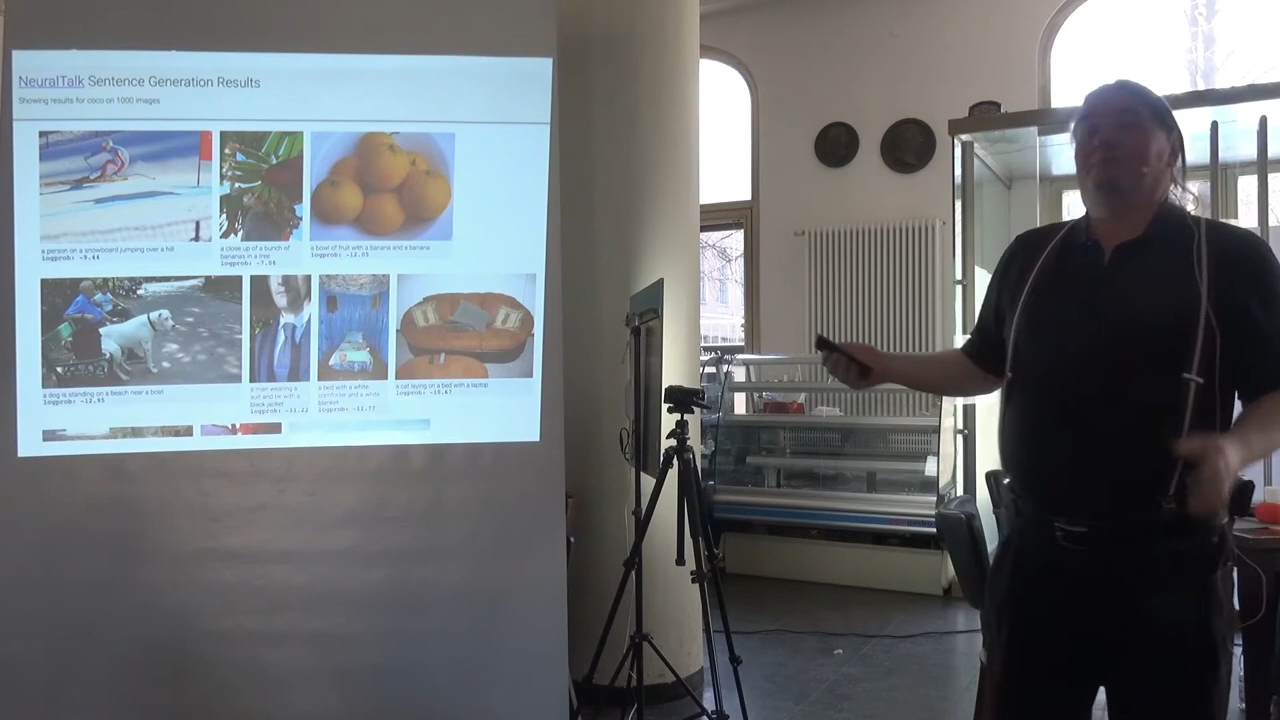 NeuralTalk Sentence Generation Results
Showing results for coco on 1000 images
a person on a snowboard jumping over a hill
logprob: -9.44
a close up of a bunch of
bananas in a tree
logprob: -7.06
a bowl of fruit with a banana and a banana
logprob: -12.05
a dog is standing on a beach near a boat
logprob: -12.95
a man wearing a
suit and tie with a
black jacket
logprob: -11.22
a bed with a white
comforter and a white
blanket
logprob: -11.77
a cat laying on a bed with a laptop
logprob: -10.67